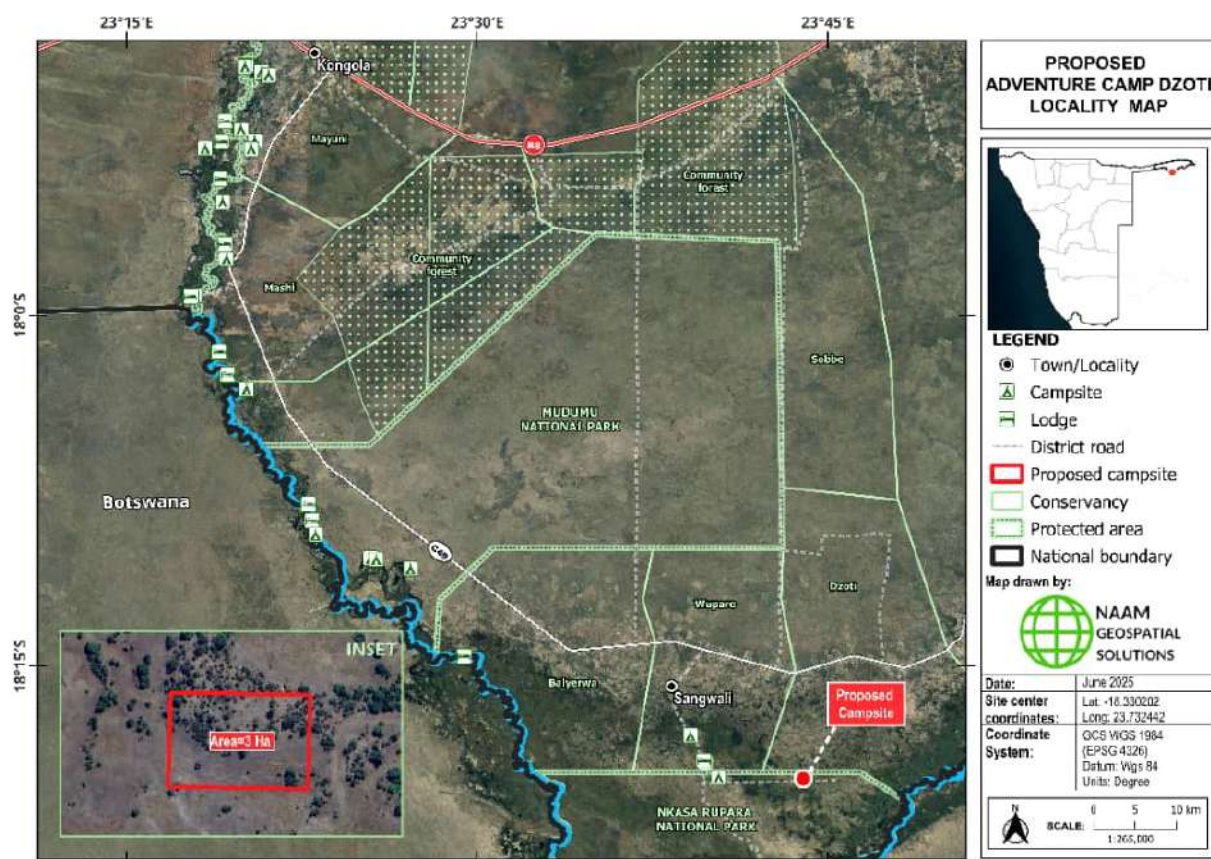 23°15´E
23°30´E
23°45´E
18°0´S
18°15´S
Kongola
Mayuni
B8
Community
forest
Community
forest
Mashi
Sobbe
MUDUMU
NATIONAL PARK
Botswana
C49
Wuparo
Dzoti
Balyerwa
Sangwali
Proposed
Campsite
NKASA RUPARA
NATIONAL PARK
INSET
Area=3 Ha
PROPOSED
ADVENTURE CAMP DZOTI
LOCALITY MAP
LEGEND
Town/Locality
Campsite
Lodge
District road
Proposed campsite
Conservancy
Protected area
National boundary
Map drawn by:
NAAM
GEOSPATIAL
SOLUTIONS
Date: June 2025
Site center Lat: -18.330202
coordinates: Long: 23.732442
Coordinate GCS WGS 1984
System: (EPSG 4326)
Datum: Wgs 84
Units: Degree
N
SCALE: 0 5 10 km
1:265,000